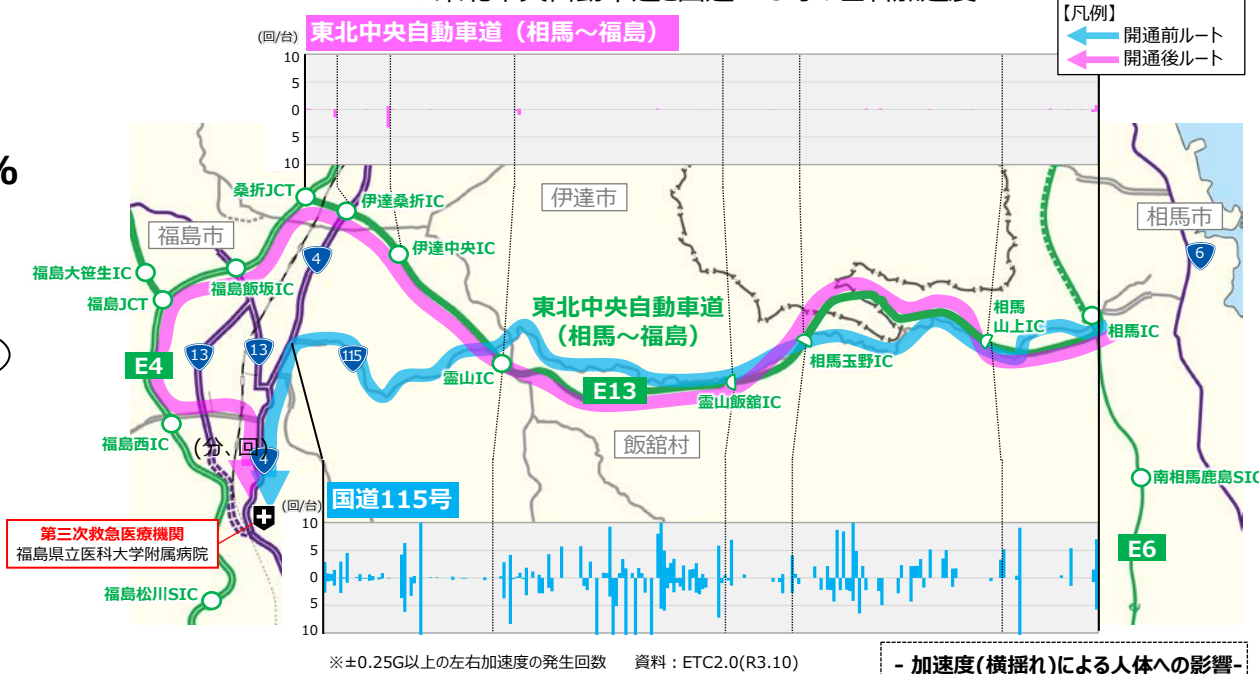 【凡例】
開通前ルート
開通後ルート
(回/台)
東北中央自動車道（相馬～福島）
10
5
0
5
10
%
桑折JCT
伊達桑折IC
伊達市
相馬市
福島市
4
伊達中央IC
6
福島大笹生IC
福島飯坂IC
福島JCT
東北中央自動車道
（相馬～福島）
相馬
山上IC
相馬IC
13
13
115
相馬玉野IC
E4
霊山IC
E13
霊山飯舘IC
福島西IC
(分、回)
飯舘村
4
南相馬鹿島SIC
(回/台)
国道115号
第三次救急医療機関
福島県立医科大学附属病院
10
5
0
5
10
E6
福島松川SIC
※±0.25G以上の左右加速度の発生回数 資料：ETC2.0(R3.10)
- 加速度(横揺れ)による人体への影響-